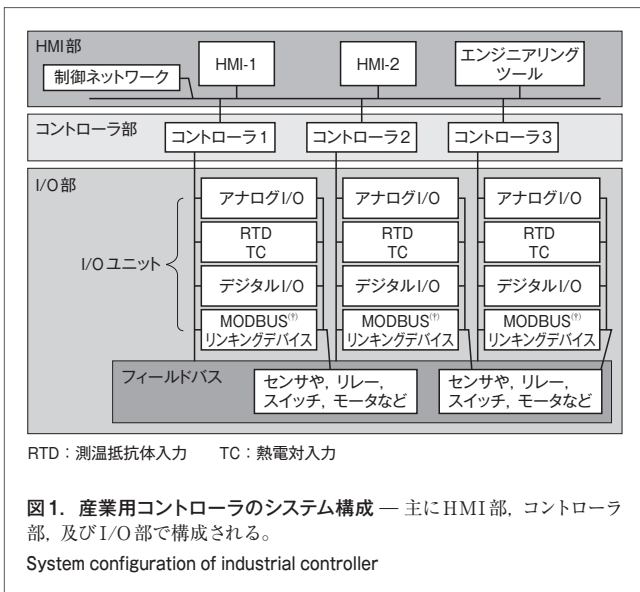 HMI部
制御ネットワーク
HMI-1
HMI-2
エンジニアリング
ツール
コントローラ部
コントローラ1
コントローラ2
コントローラ3
I/O部
I/Oユニット
アナログI/O
アナログI/O
アナログI/O
RTD
TC
RTD
TC
RTD
TC
デジタルI/O
デジタルI/O
デジタルI/O
MODBUS(†)
リンキングデバイス
MODBUS(†)
リンキングデバイス
MODBUS(†)
リンキングデバイス
フィールドバス
センサや，リレー，
スイッチ，モータなど
センサや，リレー，
スイッチ，モータなど
RTD：測温抵抗体入力　TC：熱電対入力
図1．産業用コントローラのシステム構成 — 主にHMI部，コントローラ
部，及びI/O部で構成される。
System configuration of industrial controller